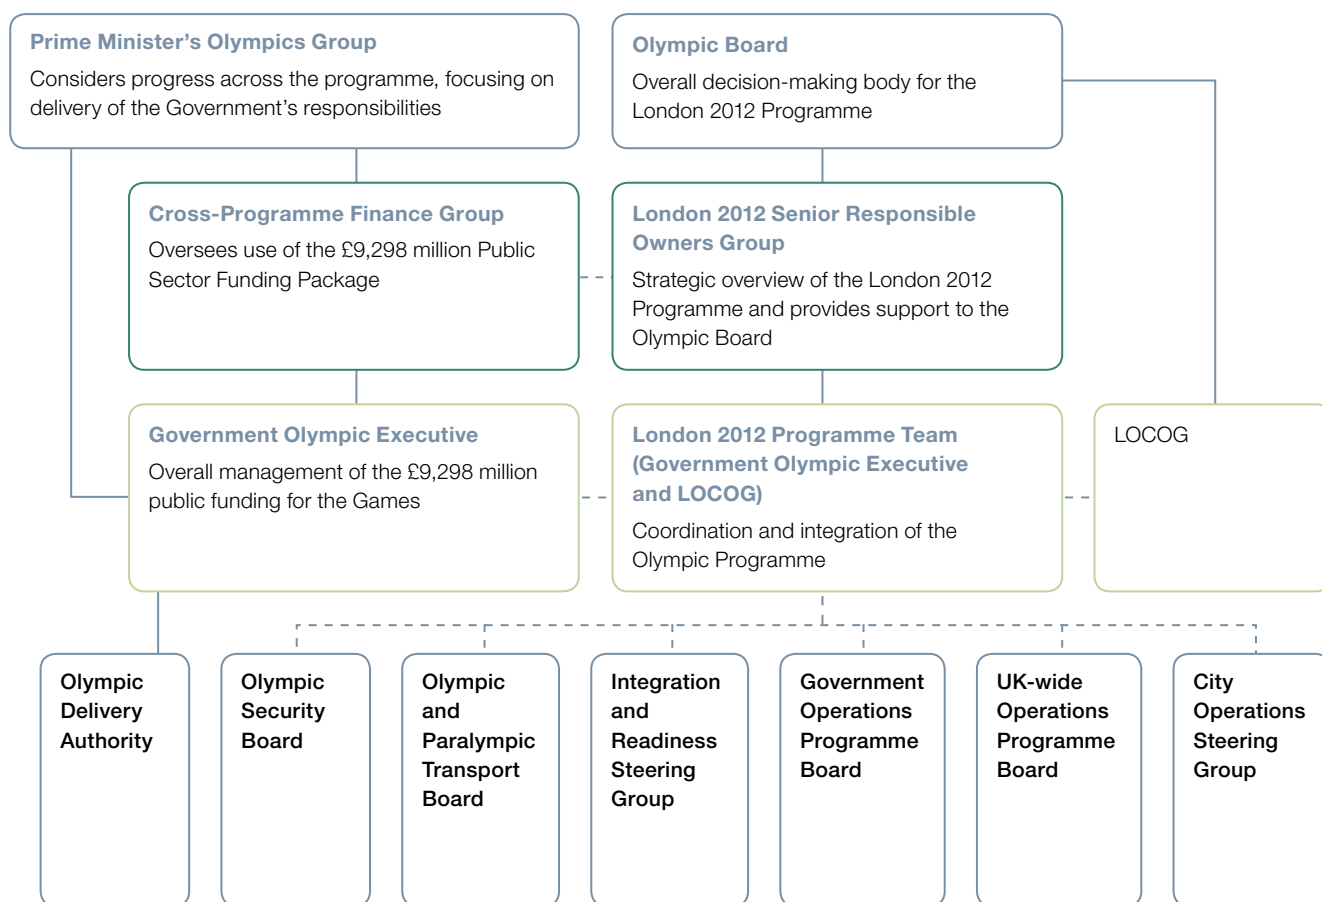 Prime Minister’s Olympics Group
Considers progress across the programme, focusing on
delivery of the Government’s responsibilities
Olympic Board
Overall decision-making body for the
London 2012 Programme
Cross-Programme Finance Group
Oversees use of the £9,298 million Public
Sector Funding Package
London 2012 Senior Responsible
Owners Group
Strategic overview of the London 2012
Programme and provides support to the
Olympic Board
Government Olympic Executive
Overall management of the £9,298 million
public funding for the Games
London 2012 Programme Team
(Government Olympic Executive
and LOCOG)
Coordination and integration of the
Olympic Programme
LOCOG
Olympic
Delivery
Authority
Olympic
Security
Board
Olympic
and
Paralympic
Transport
Board
Integration
and
Readiness
Steering
Group
Government
Operations
Programme
Board
UK-wide
Operations
Programme
Board
City
Operations
Steering
Group